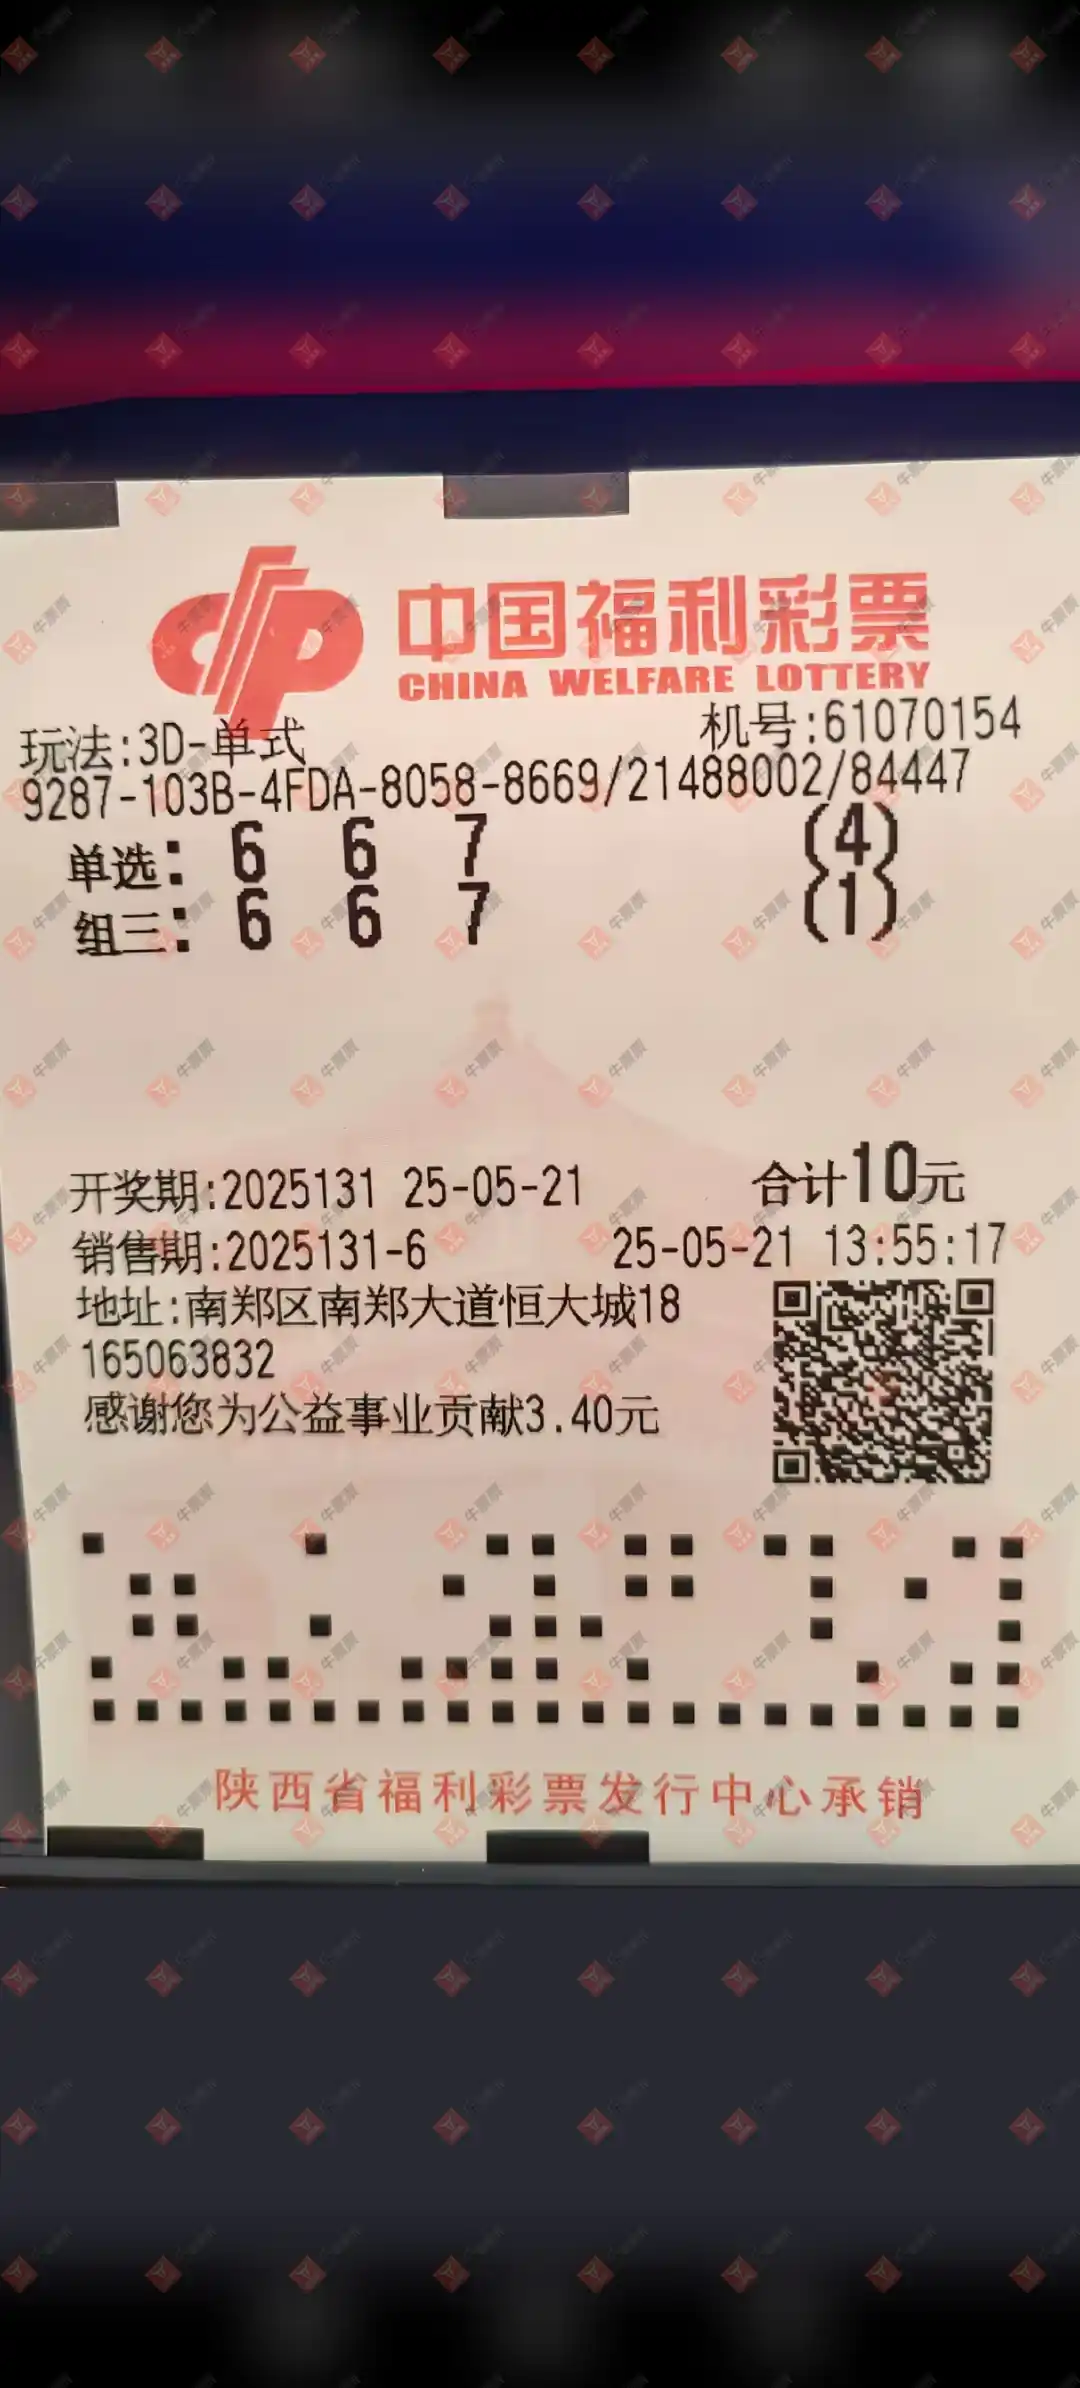 中国福利彩票
CHINA WELFARE LOTTERY
玩法:3D-单式 机号:61070154
9287-103B-4FDA-8058-8669/21488002/84447
单选: 6 6 7 (4)
组三: 6 6 7 (1)
开奖期:2025131 25-05-21 合计10元
销售期:2025131-6 25-05-21 13:55:17
地址:南郑区南郑大道恒大城18
165063832
感谢您为公益事业贡献3.40元
陕西省福利彩票发行中心承销
牛票票